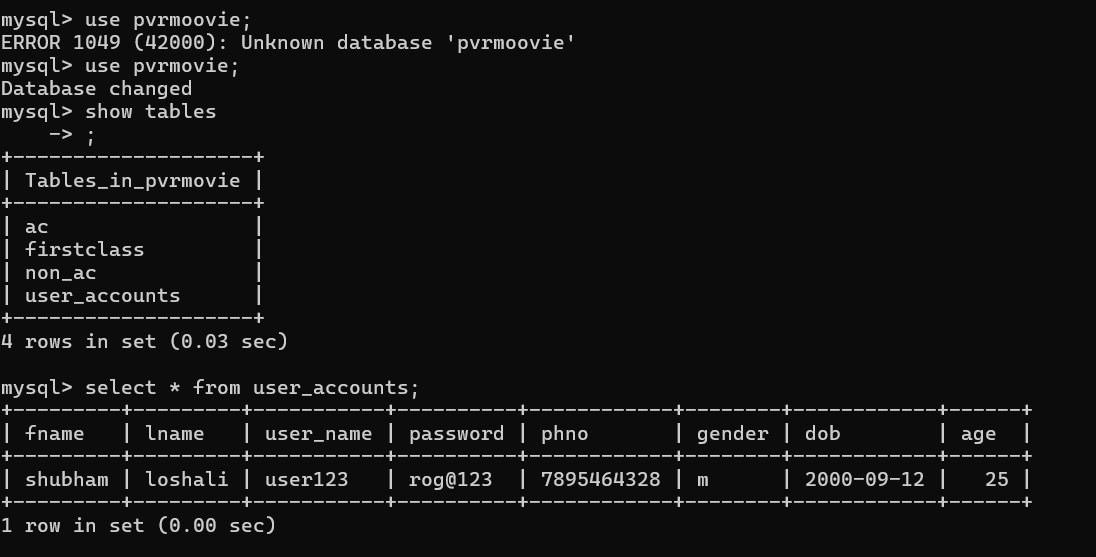 mysql> use pvrmoovie;
ERROR 1049 (42000): Unknown database 'pvrmoovie'
mysql> use pvrmovie;
Database changed
mysql> show tables
    -> ;
+--------------------+
| Tables_in_pvrmovie |
+--------------------+
| ac                 |
| firstclass         |
| non_ac             |
| user_accounts      |
+--------------------+
4 rows in set (0.03 sec)

mysql> select * from user_accounts;
+---------+---------+-----------+----------+------------+--------+------------+------+
| fname   | lname   | user_name | password | phno       | gender | dob        | age  |
+---------+---------+-----------+----------+------------+--------+------------+------+
| shubham | loshali | user123   | rog@123  | 7895464328 | m      | 2000-09-12 |   25 |
+---------+---------+-----------+----------+------------+--------+------------+------+
1 row in set (0.00 sec)